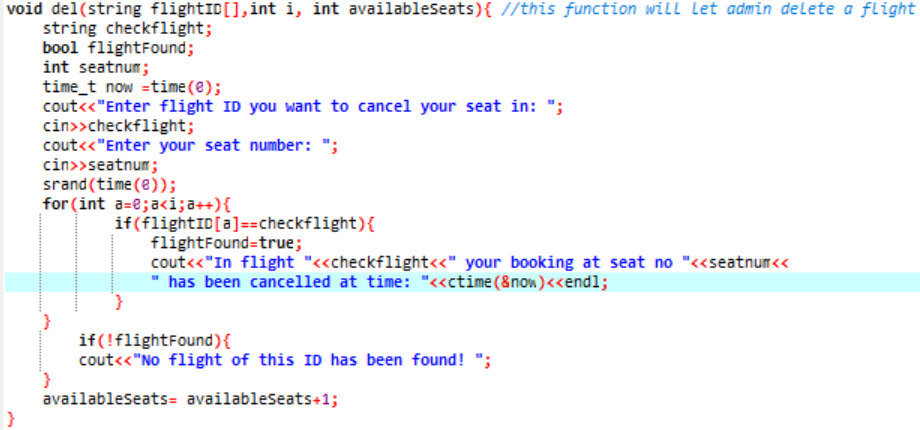 void del(string flightID[],int i, int availableSeats){ //this function will let admin delete a flight
string checkflight;
bool flightFound;
int seatnum;
time_t now =time(0);
cout<<"Enter flight ID you want to cancel your seat in: ";
cin>>checkflight;
cout<<"Enter your seat number: ";
cin>>seatnum;
srand(time(0));
for(int a=0;a<i;a++){
if(flightID[a]==checkflight){
flightFound=true;
cout<<"In flight "<<checkflight<<" your booking at seat no "<<seatnum<<
" has been cancelled at time: "<<ctime(&now)<<endl;
}
}
if(!flightFound){
cout<<"No flight of this ID has been found! ";
}
availableSeats= availableSeats+1;
}